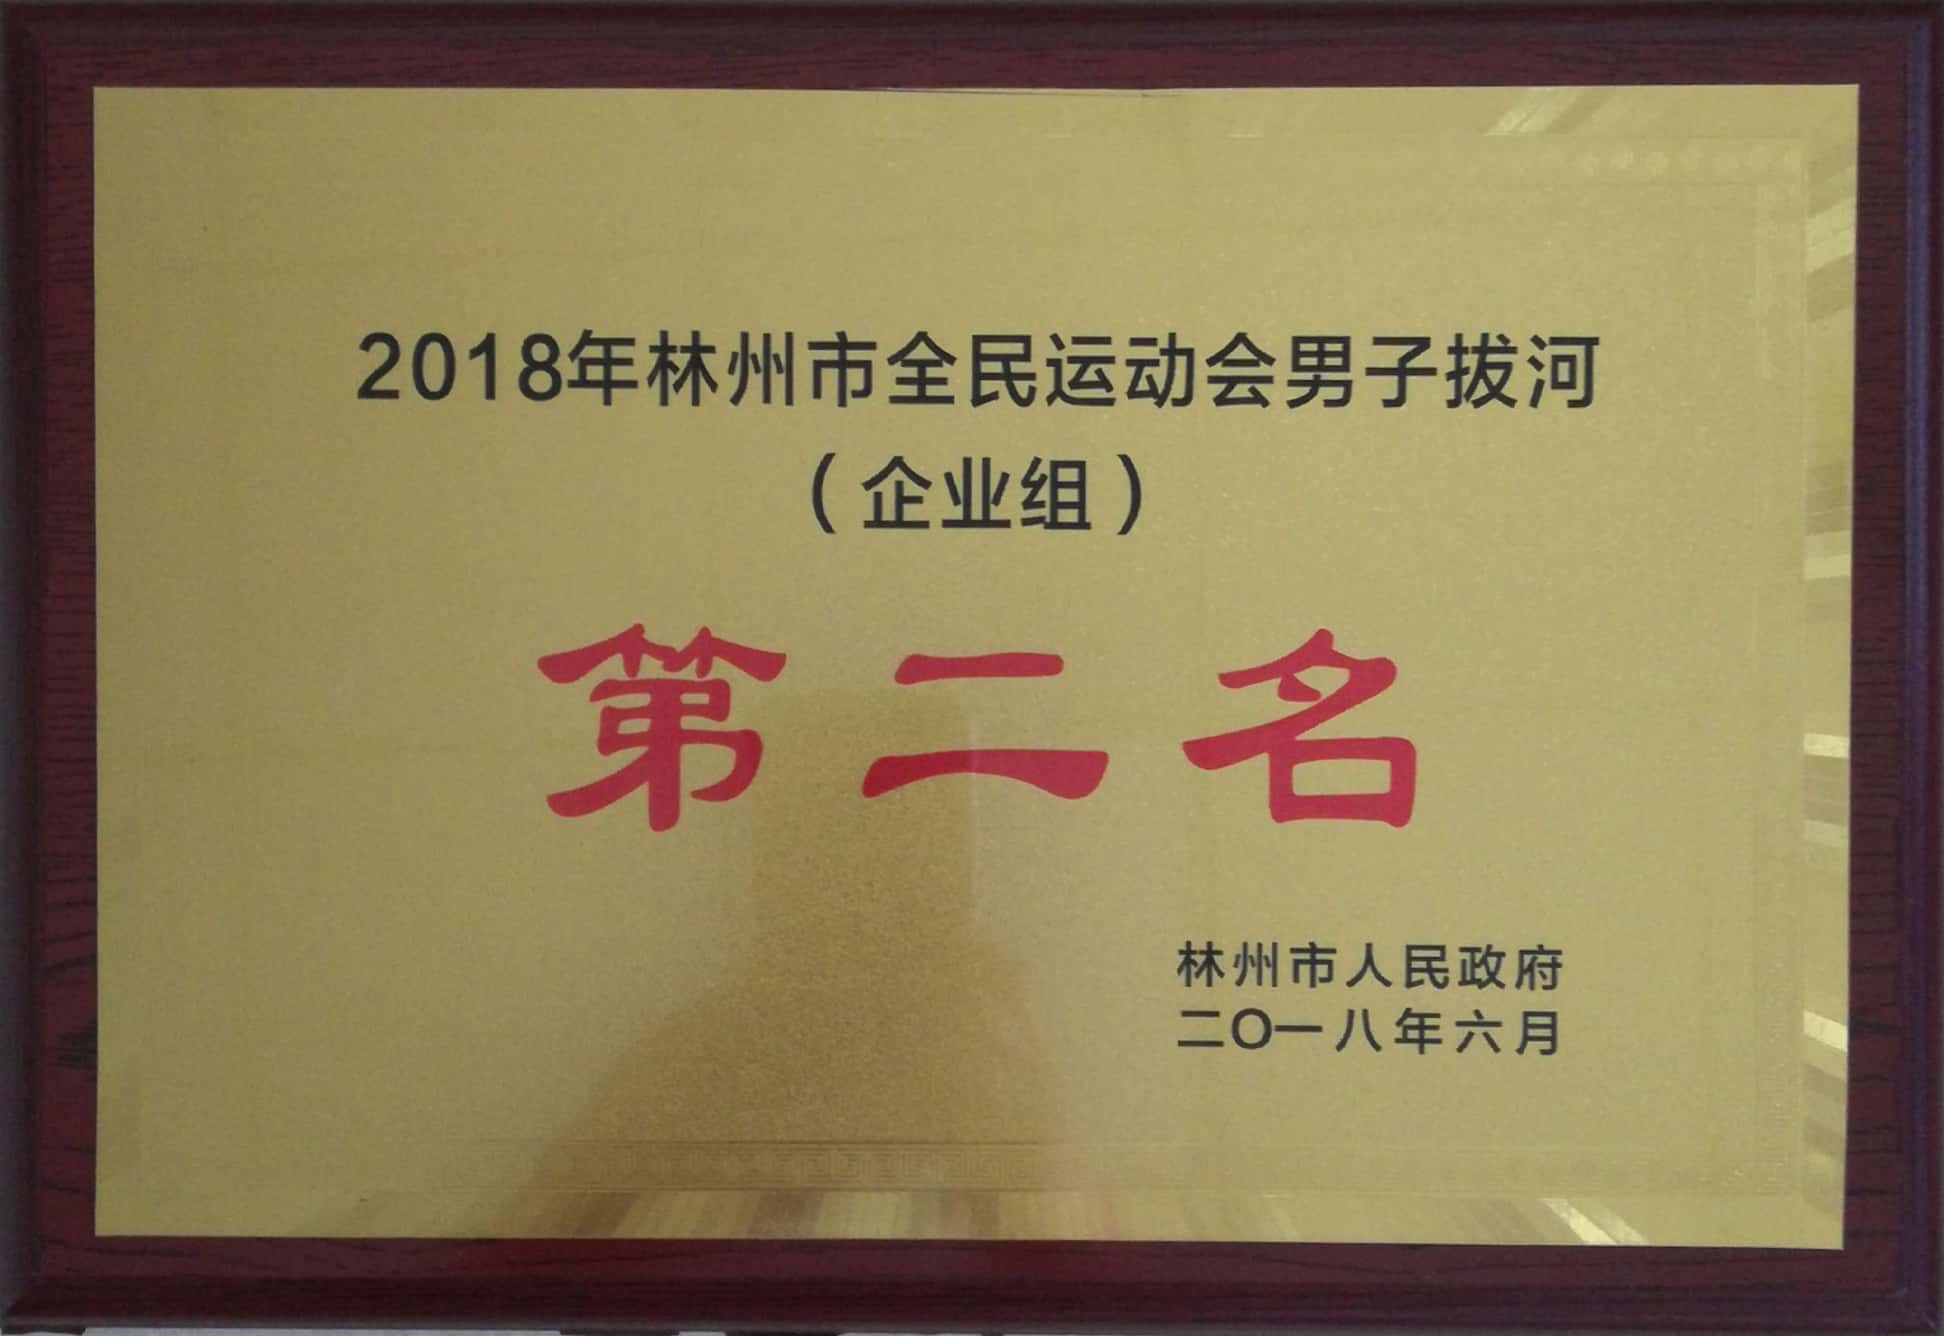 2018年林州市全民运动会男子拔河
（企业组）
第二名
林州市人民政府
二〇一八年六月